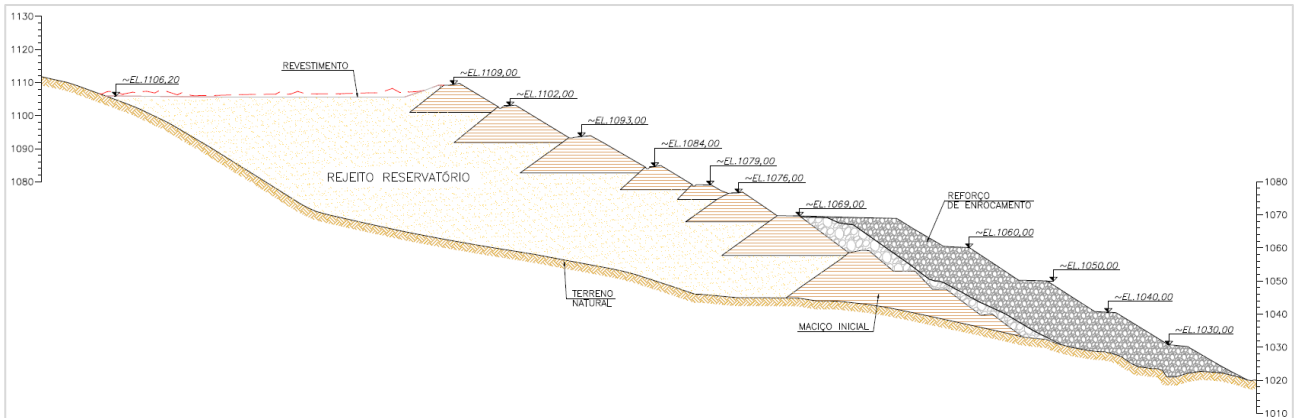 1130
1120
1110
1100
1090
1080
~EL.1106,20
REVESTIMENTO
~EL.1109,00
~EL.1102,00
~EL.1093,00
~EL.1084,00
~EL.1079,00
~EL.1076,00
~EL.1069,00
REFORÇO
DE ENROCAMENTO
~EL.1060,00
~EL.1050,00
~EL.1040,00
~EL.1030,00
REJEITO RESERVATÓRIO
TERRENO
NATURAL
MACIÇO INICIAL
1080
1070
1060
1050
1040
1030
1020
1010